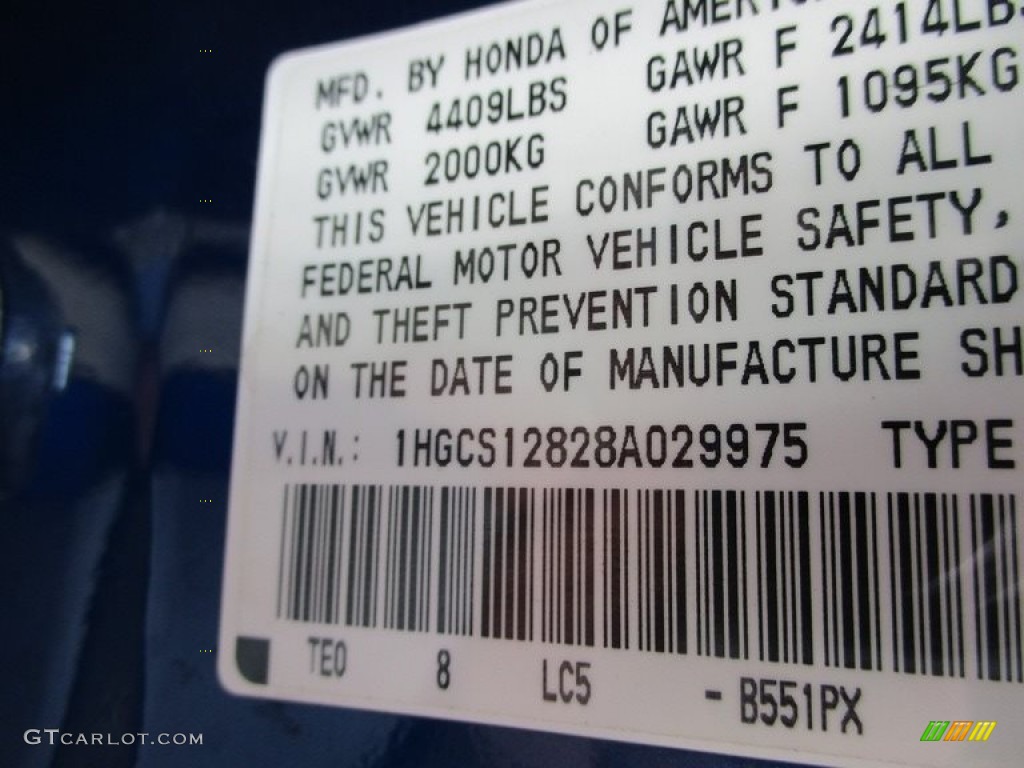 MFD. BY HONDA OF
GVWR 4409LBS GAWR F 2414LBS
GVWR 2000KG GAWR F 1095KG
THIS VEHICLE CONFORMS TO ALL
FEDERAL MOTOR VEHICLE SAFETY,
AND THEFT PREVENTION STANDARD
ON THE DATE OF MANUFACTURE SH
V.I.N.: 1HGCS12828A029975 TYPE
TE0 8 LC5 - B551PX
GTCARLOT.COM